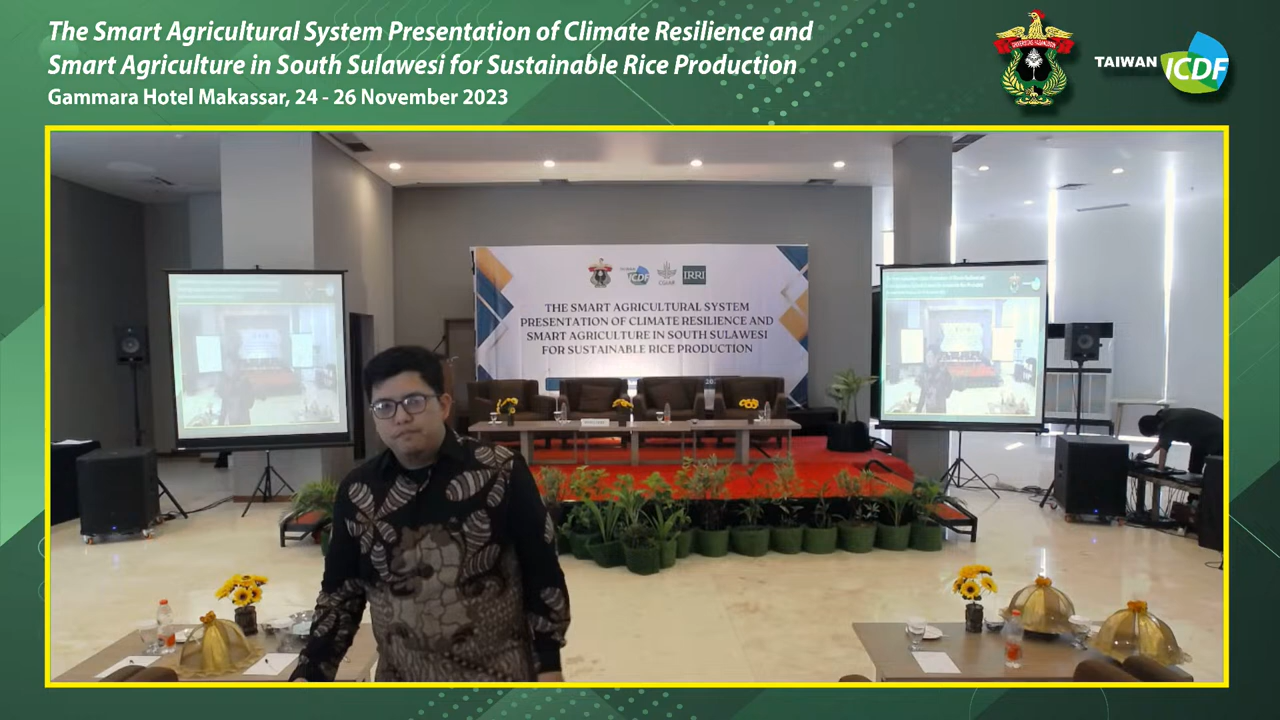 The Smart Agricultural System Presentation of Climate Resilience and
Smart Agriculture in South Sulawesi for Sustainable Rice Production
Gammara Hotel Makassar, 24 - 26 November 2023
UNIVERSITAS HASANUDDIN
TAIWAN ICDF
ICDF
CGIAR
IRRI
THE SMART AGRICULTURAL SYSTEM
PRESENTATION OF CLIMATE RESILIENCE AND
SMART AGRICULTURE IN SOUTH SULAWESI
FOR SUSTAINABLE RICE PRODUCTION